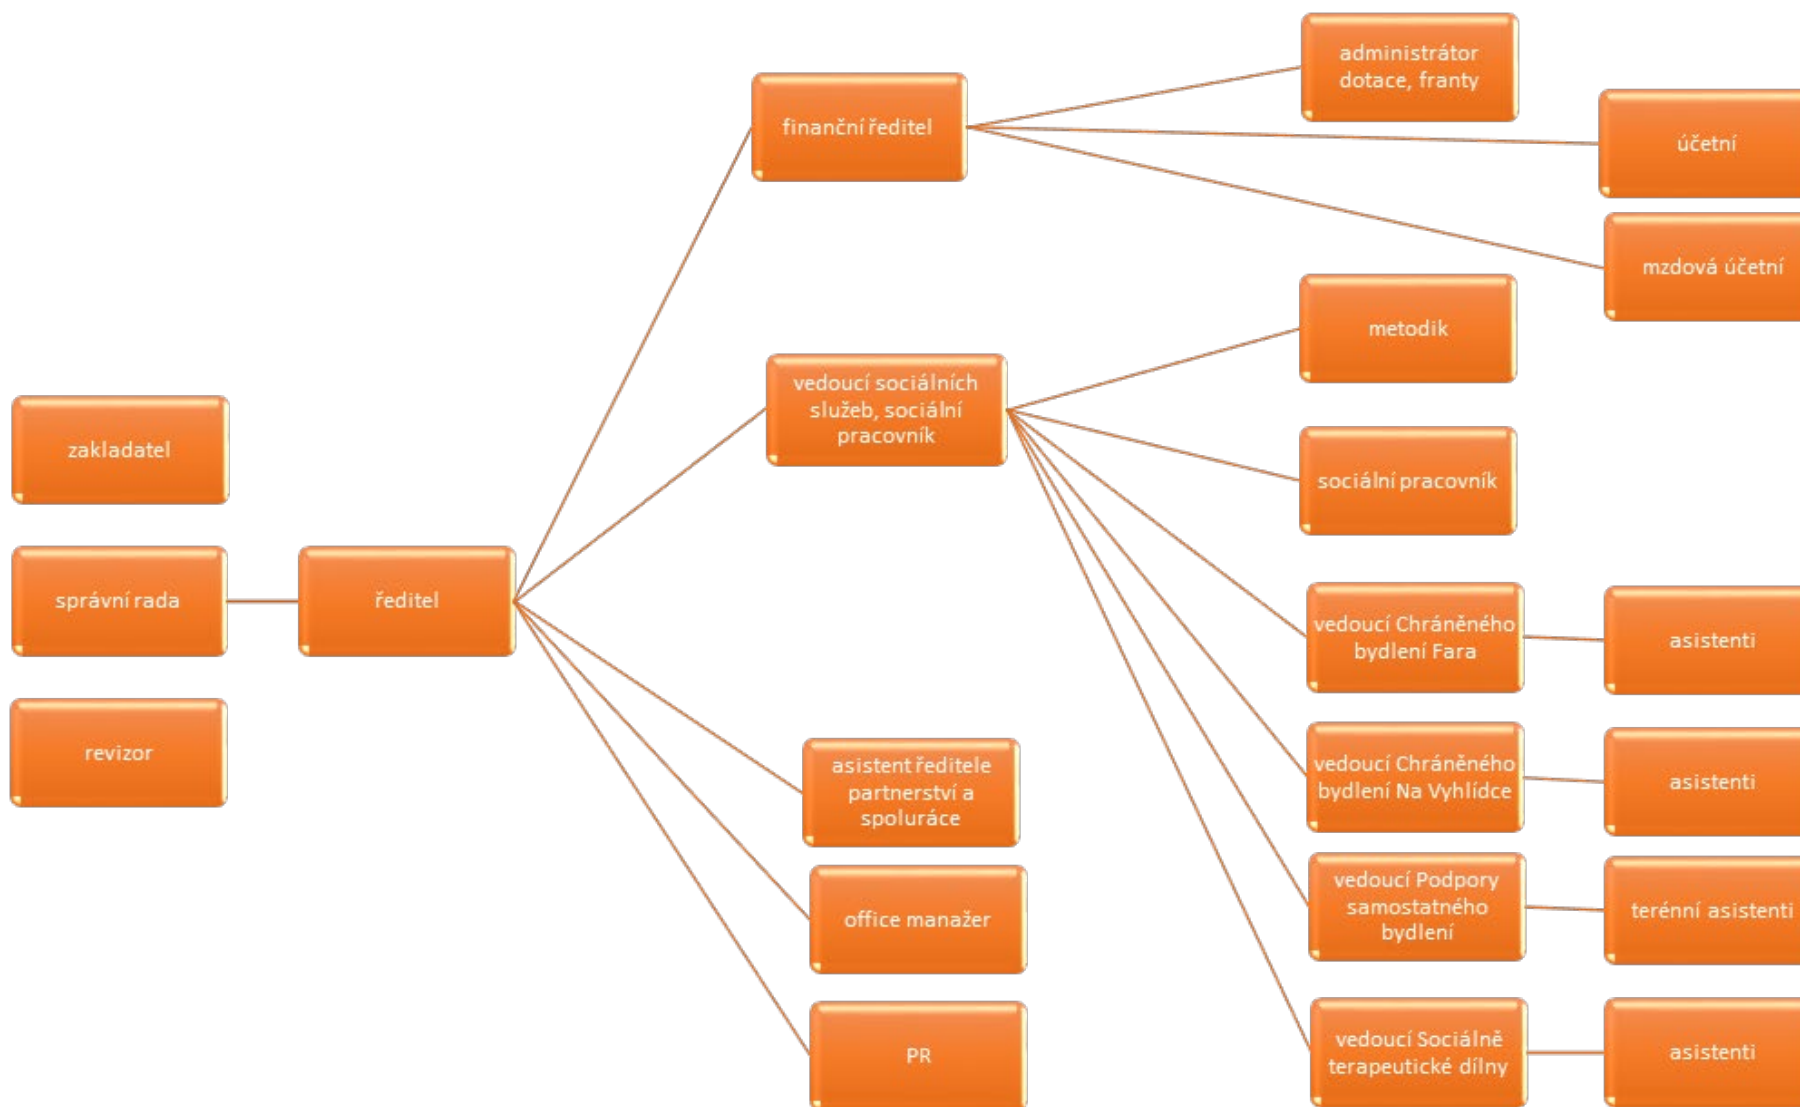 administrátor
dotace, franty
finanční ředitel
účetní
mzdová účetní
metodik
vedoucí sociálních
služeb, sociální
pracovník
zakladatel
sociální pracovník
správní rada
ředitel
vedoucí Chráněného
bydlení Fara
asistenti
revizor
asistent ředitele
partnerství a
spoluráce
vedoucí Chráněného
bydlení Na Vyhlídce
asistenti
office manažer
vedoucí Podpory
samostatného
bydlení
terénní asistenti
PR
vedoucí Sociálně
terapeutické dílny
asistenti